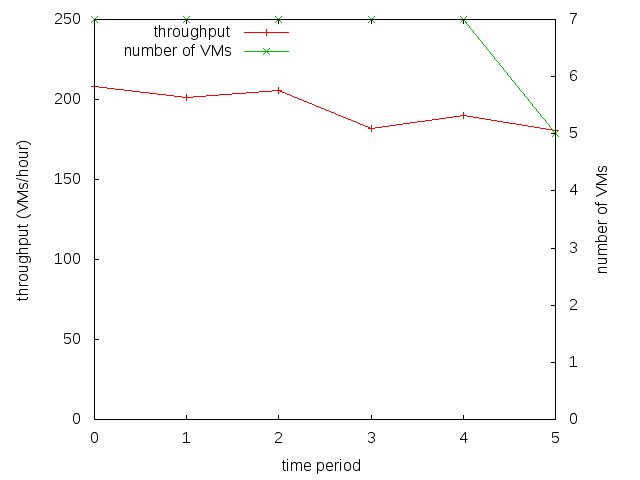 250
200
150
100
50
0
throughput (VMs/hour)
throughput
number of VMs
7
6
5
4
3
2
1
0
number of VMs
0 1 2 3 4 5
time period